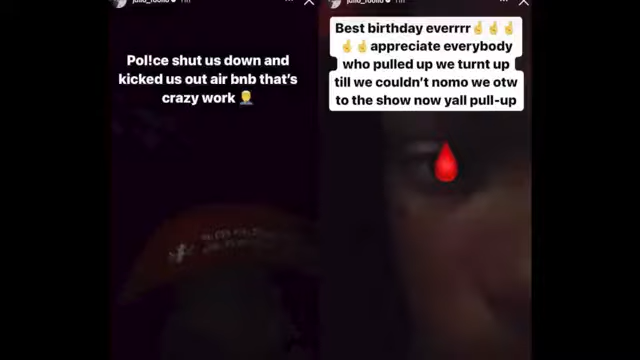 Pol!ce shut us down and
kicked us out air bnb that's
crazy work 🤦‍♂️
Best birthday everrrr☝️☝️☝️
☝️☝️appreciate everybody
who pulled up we turnt up
till we couldn't nomo we otw
to the show now yall pull-up
🩸